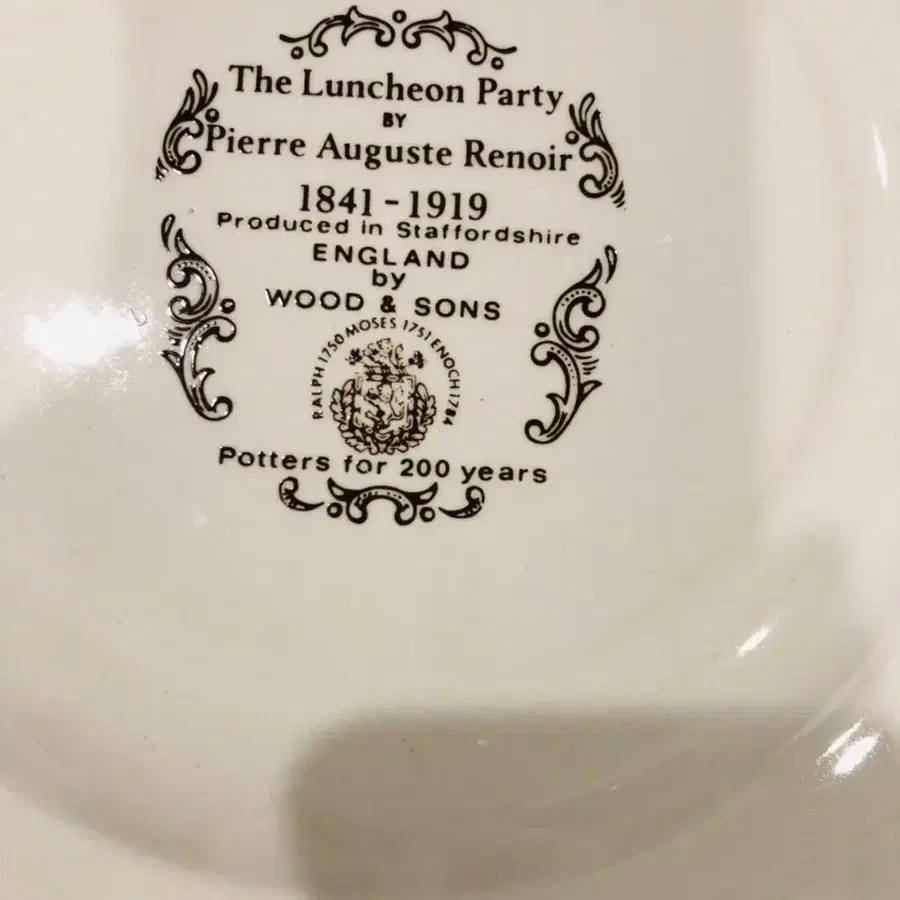 The Luncheon Party
BY
Pierre Auguste Renoir
1841 - 1919
Produced in Staffordshire
ENGLAND
by
WOOD & SONS
RALPH 1750 MOSES 1751 ENOCH 1784
Potters for 200 years